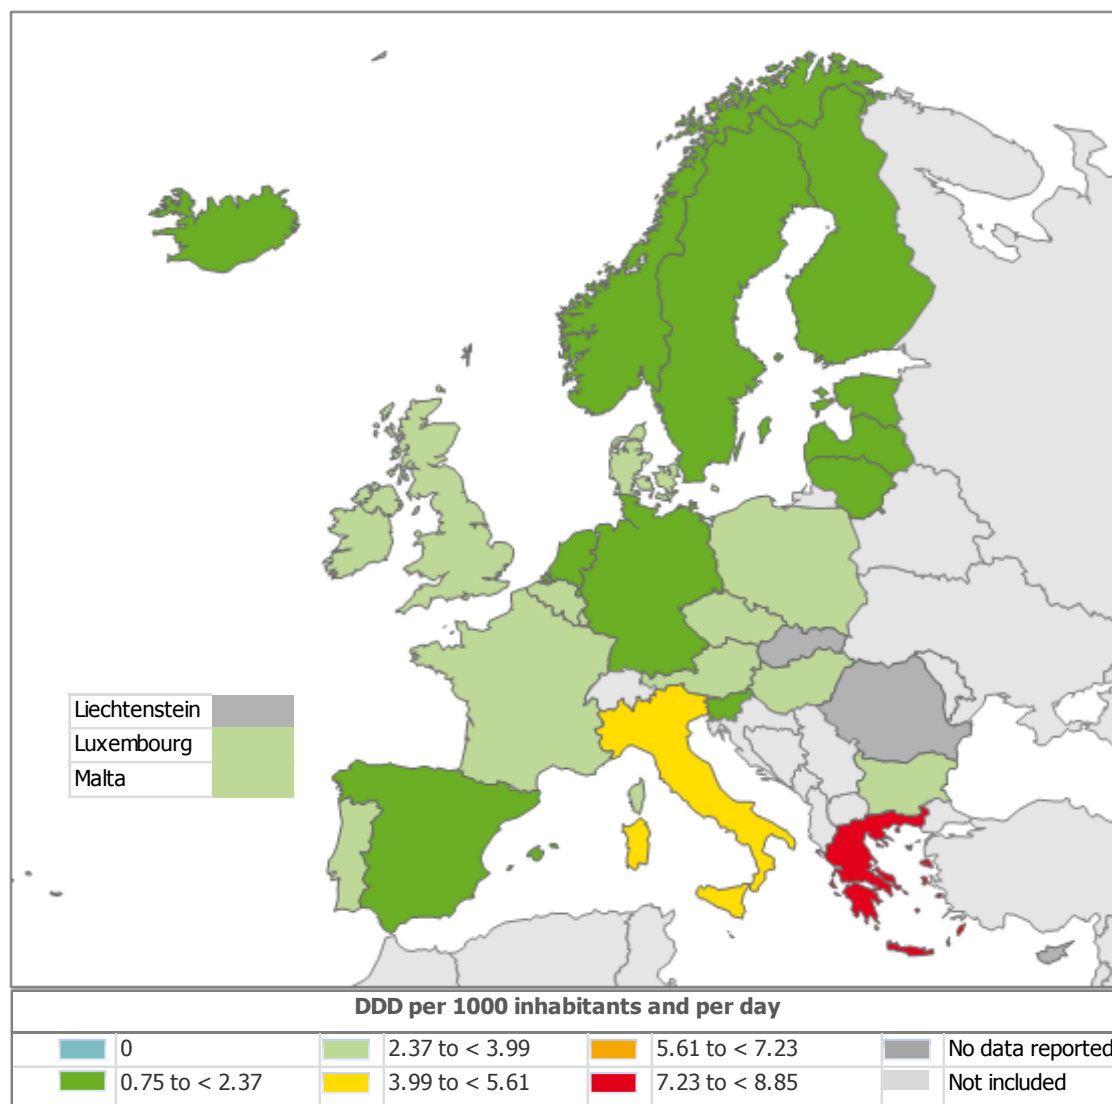 Liechtenstein
Luxembourg
Malta
DDD per 1000 inhabitants and per day
0 2.37 to < 3.99 5.61 to < 7.23 No data reported
0.75 to < 2.37 3.99 to < 5.61 7.23 to < 8.85 Not included